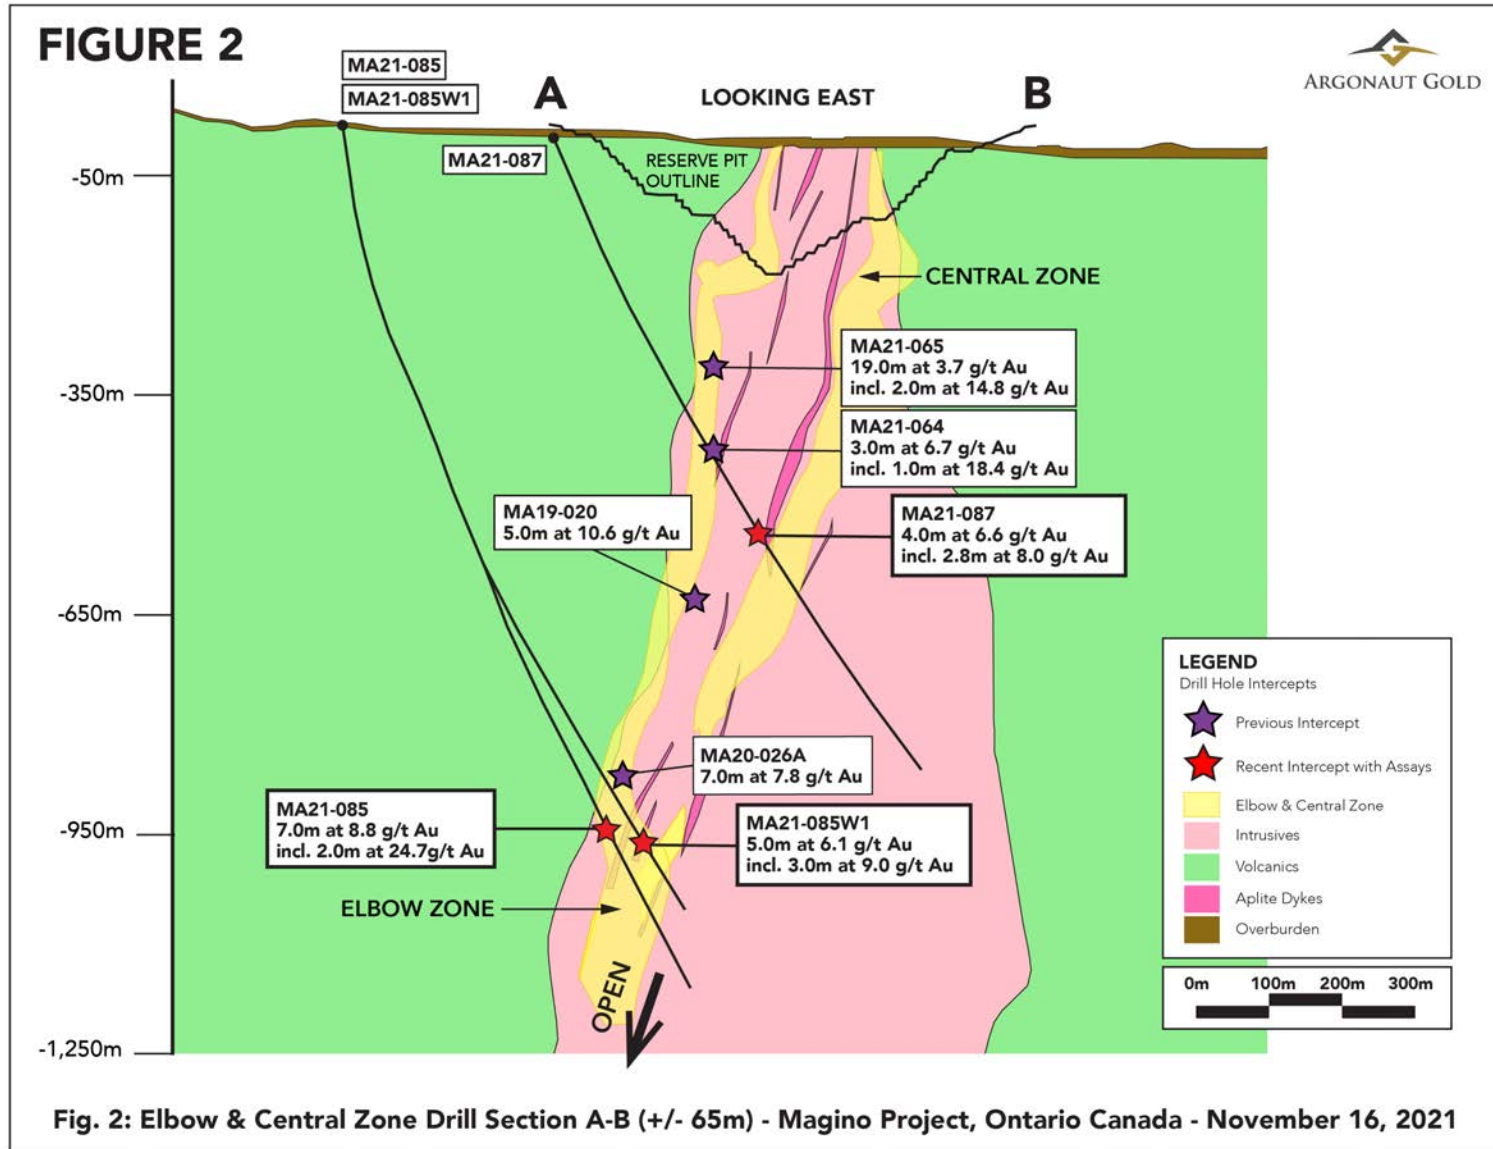 FIGURE 2
ARGONAUT GOLD
MA21-085
MA21-085W1
A
LOOKING EAST
B
MA21-087
RESERVE PIT
OUTLINE
-50m
CENTRAL ZONE
MA21-065
19.0m at 3.7 g/t Au
incl. 2.0m at 14.8 g/t Au
-350m
MA21-064
3.0m at 6.7 g/t Au
incl. 1.0m at 18.4 g/t Au
MA19-020
5.0m at 10.6 g/t Au
MA21-087
4.0m at 6.6 g/t Au
incl. 2.8m at 8.0 g/t Au
-650m
MA20-026A
7.0m at 7.8 g/t Au
MA21-085
7.0m at 8.8 g/t Au
incl. 2.0m at 24.7g/t Au
-950m
MA21-085W1
5.0m at 6.1 g/t Au
incl. 3.0m at 9.0 g/t Au
ELBOW ZONE
OPEN
-1,250m
LEGEND
Drill Hole Intercepts
Previous Intercept
Recent Intercept with Assays
Elbow & Central Zone
Intrusives
Volcanics
Aplite Dykes
Overburden
0m 100m 200m 300m
Fig. 2: Elbow & Central Zone Drill Section A-B (+/- 65m) - Magino Project, Ontario Canada - November 16, 2021